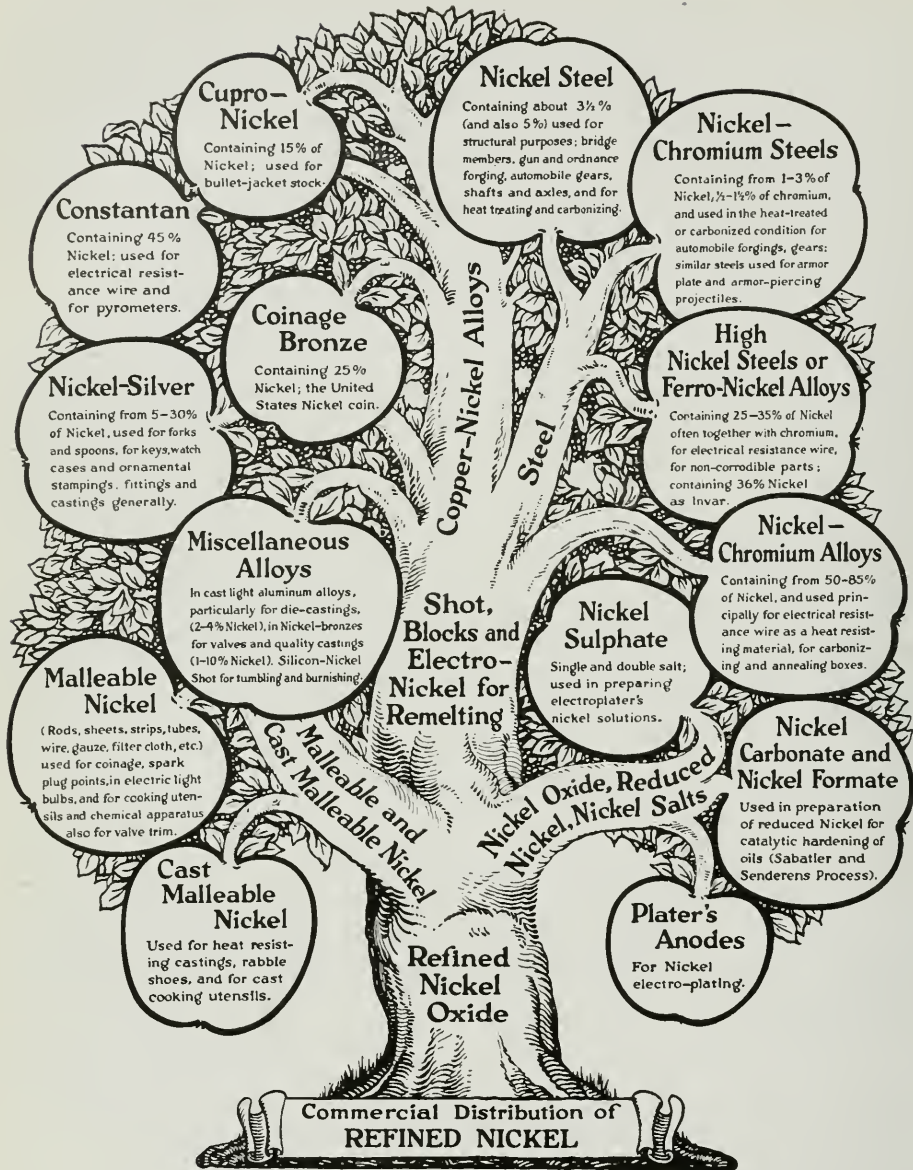 Cupro–
Nickel
Containing 15% of
Nickel; used for
bullet-jacket stock.
Nickel Steel
Containing about 3½%
(and also 5%) used for
structural purposes; bridge
members, gun and ordnance
forging, automobile gears,
shafts and axles, and for
heat treating and carbonizing.
Nickel–
Chromium Steels
Containing from 1–3% of
Nickel, ½–1½% of chromium,
and used in the heat-treated
or carbonized condition for
automobile forgings, gears;
similar steels used for armor
plate and armor-piercing
projectiles.
Constantan
Containing 45%
Nickel; used for
electrical resist-
ance wire and
for pyrometers.
Coinage
Bronze
Containing 25%
Nickel; the United
States Nickel coin.
High
Nickel Steels or
Ferro-Nickel Alloys
Containing 25–35% of Nickel
often together with chromium,
for electrical resistance wire,
for non-corrodible parts;
containing 36% Nickel
as Invar.
Nickel-Silver
Containing from 5–30%
of Nickel, used for forks
and spoons, for keys, watch
cases and ornamental
stampings. fittings and
castings generally.
Copper-Nickel Alloys
Steel
Miscellaneous
Alloys
In cast light aluminum alloys,
particularly for die-castings,
(2–4% Nickel), in Nickel-bronzes
for valves and quality castings
(1–10% Nickel). Silicon-Nickel
Shot for tumbling and burnishing.
Nickel–
Chromium Alloys
Containing from 50–85%
of Nickel, and used prin-
cipally for electrical resist-
ance wire as a heat resist-
ing material, for carboniz-
ing and annealing boxes.
Shot,
Blocks and
Electro–
Nickel for
Remelting
Nickel
Sulphate
Single and double salt;
used in preparing
electroplater's
nickel solutions.
Malleable
Nickel
(Rods, sheets, strips, tubes,
wire, gauze, filter cloth, etc.)
used for coinage, spark
plug points, in electric light
bulbs, and for cooking uten-
sils and chemical apparatus
also for valve trim.
Malleable and
Cast Malleable Nickel
Nickel Oxide, Reduced
Nickel, Nickel Salts
Nickel
Carbonate and
Nickel Formate
Used in preparation
of reduced Nickel for
catalytic hardening of
oils (Sabatler and
Senderens Process).
Cast
Malleable
Nickel
Used for heat resist-
ing castings, rabble
shoes, and for cast
cooking utensils.
Plater's
Anodes
For Nickel
electro-plating.
Refined
Nickel
Oxide
Commercial Distribution of
REFINED NICKEL